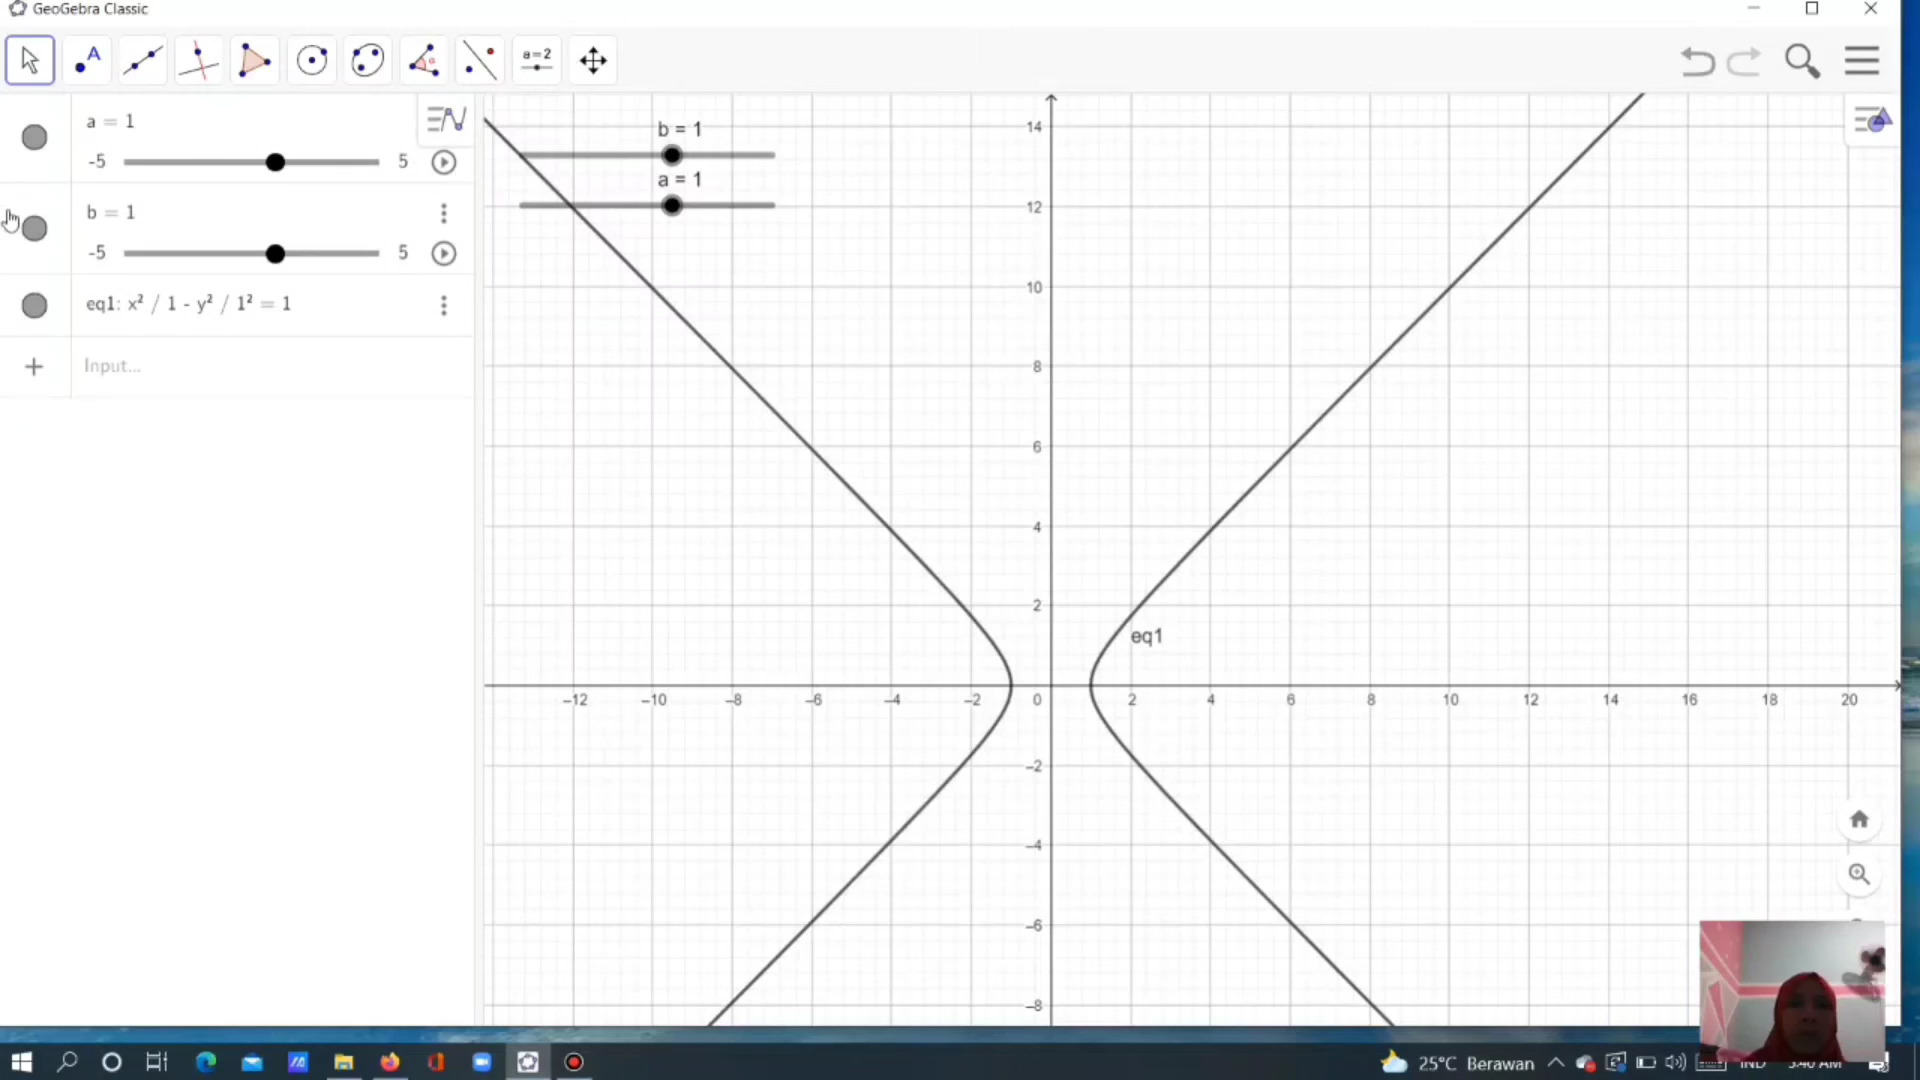 GeoGebra Classic
A
a=2
a = 1
-5
5
b = 1
-5
5
eq1: x² / 1 - y² / 1² = 1
Input...
b = 1
a = 1
14
12
10
8
6
4
2
eq1
−12
−10
−8
−6
−4
−2
0
2
4
6
8
10
12
14
16
18
20
−2
−4
−6
−8
25°C Berawan
IND